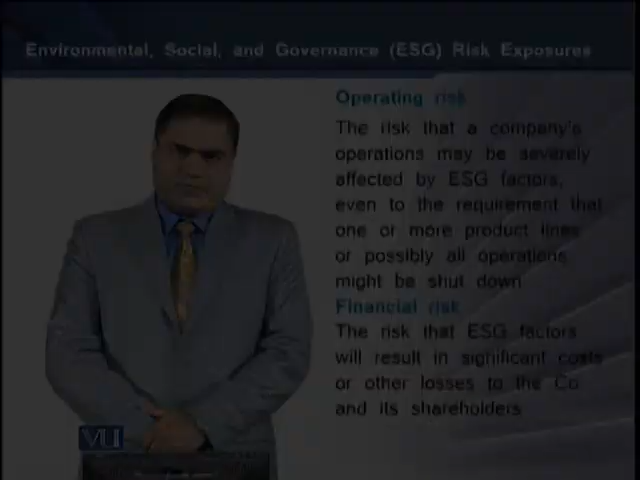 Environmental, Social, and Governance (ESG) Risk Exposures
Operating risk
The risk that a company's
operations may be severely
affected by ESG factors,
even to the requirement that
one or more product lines
or possibly all operations
might be shut down
Financial risk
The risk that ESG factors
will result in significant costs
or other losses to the Co
and its shareholders
VU